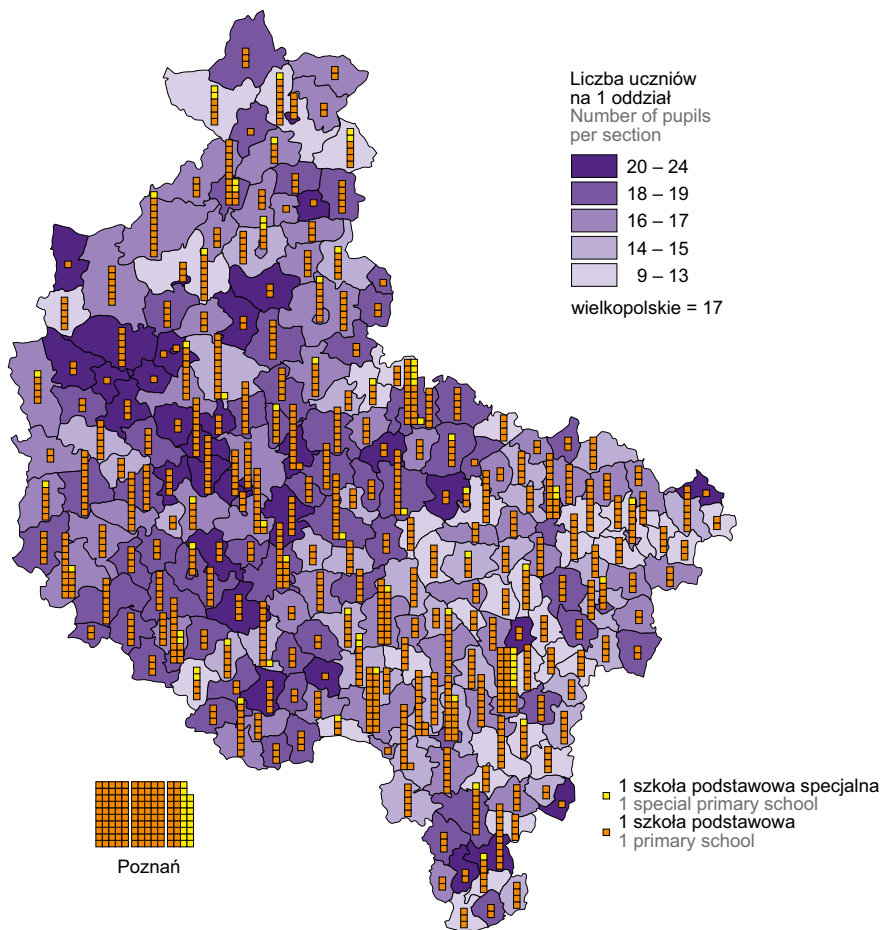 Liczba uczniów
na 1 oddział
Number of pupils
per section
20 – 24
18 – 19
16 – 17
14 – 15
9 – 13
wielkopolskie = 17
1 szkoła podstawowa specjalna
1 special primary school
1 szkoła podstawowa
1 primary school
Poznań